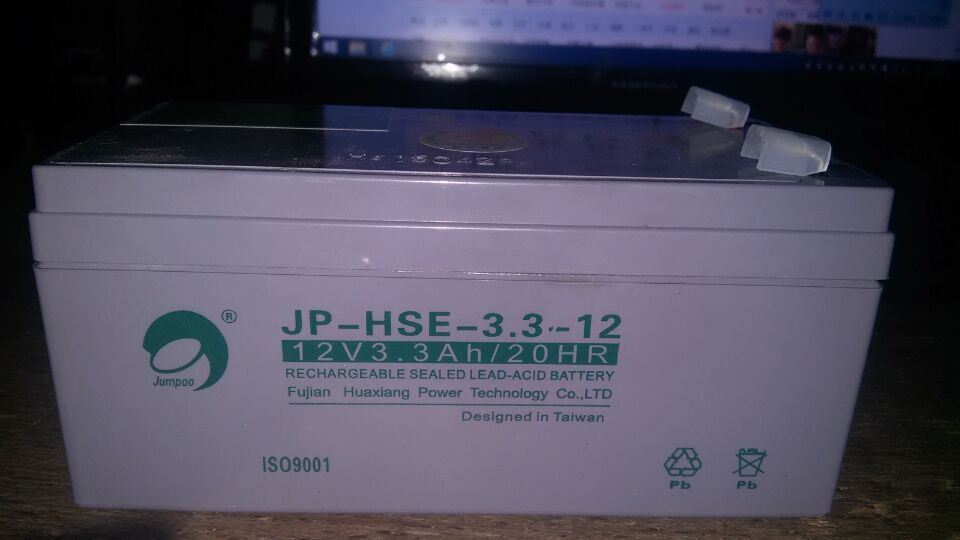 JP-HSE-3.3-12
12V3.3Ah/20HR
RECHARGEABLE SEALED LEAD-ACID BATTERY
Fujian Huaxiang Power Technology Co.,LTD
Designed in Taiwan
®
Jumpoo
ISO9001
Pb
Pb